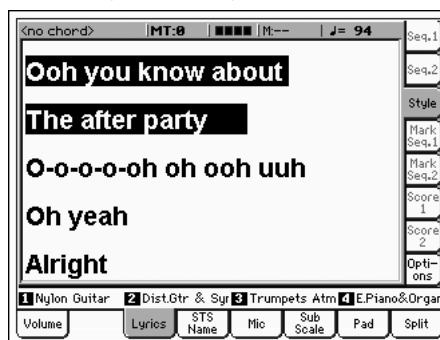 <no chord> MT:0 M:-- ♩= 94
Seq.1
Seq.2
Style
Mark Seq.1
Mark Seq.2
Score 1
Score 2
Opti-ons
Ooh you know about
The after party
O-o-o-o-oh oh ooh uuh
Oh yeah
Alright
1 Nylon Guitar 2 Dist.Gtr & Syr 3 Trumpets Atm 4 E.Piano&Organ
Volume Lyrics STS Name Mic Sub Scale Pad Split